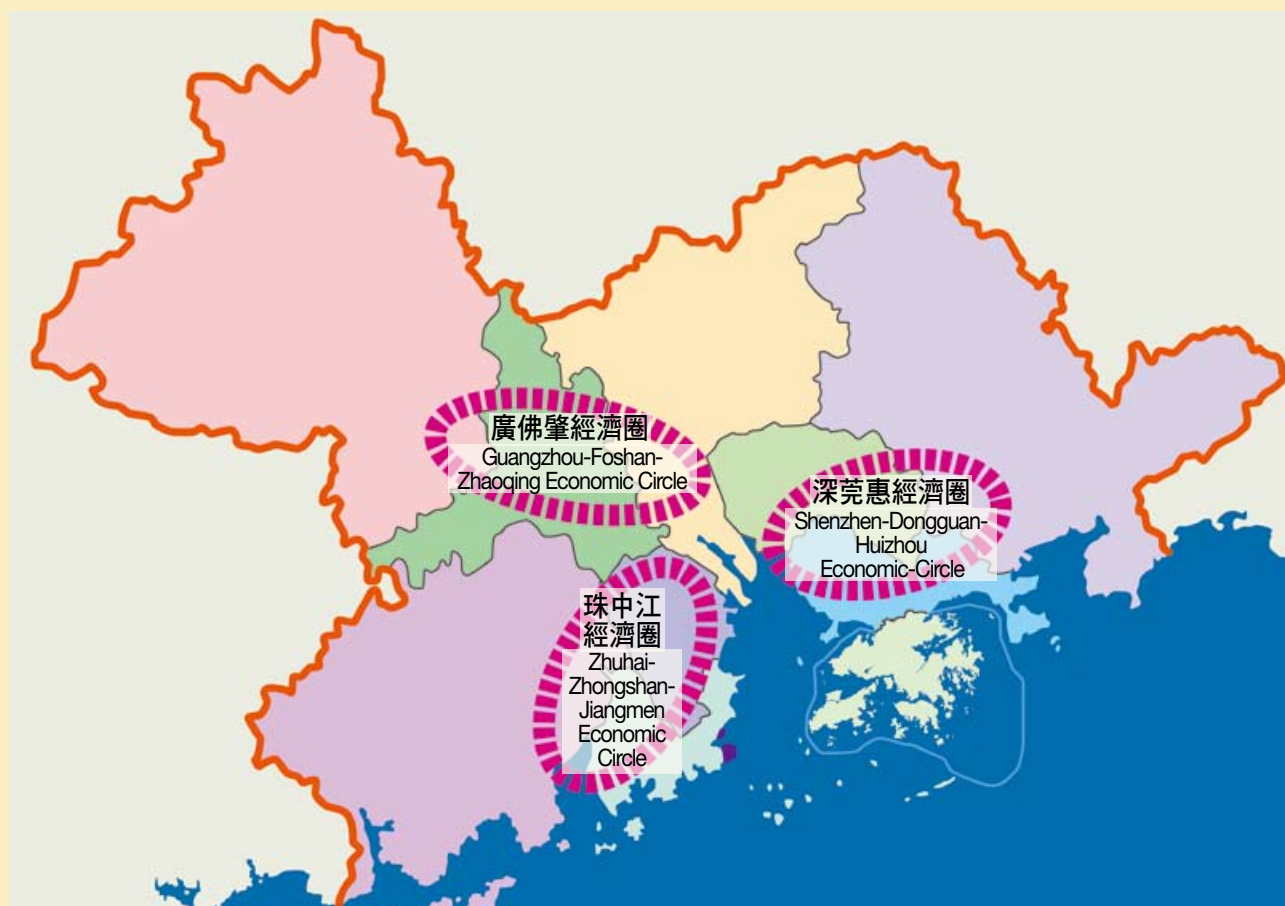 廣佛肇經濟圈
Guangzhou-Foshan-
Zhaoqing Economic Circle
深莞惠經濟圈
Shenzhen-Dongguan-
Huizhou
Economic-Circle
珠中江
經濟圈
Zhuhai-
Zhongshan-
Jiangmen
Economic
Circle